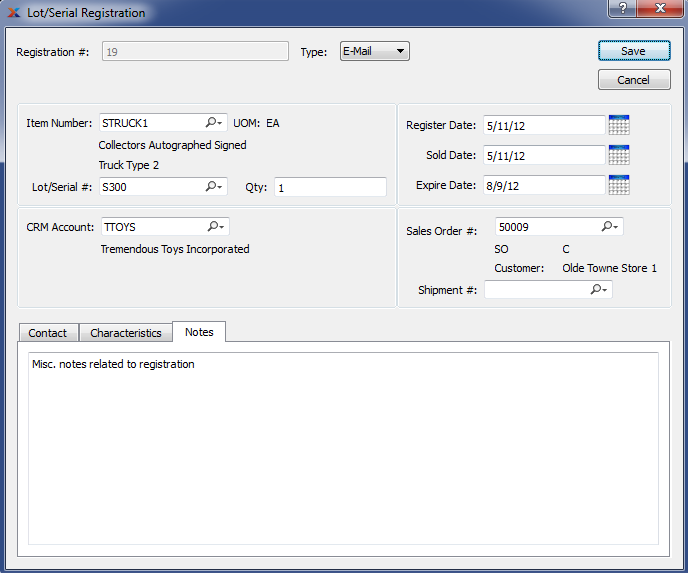 Lot/Serial Registration
Registration #: 19 Type: E-Mail Save
Cancel
Item Number: STRUCK1 UOM: EA
Collectors Autographed Signed
Truck Type 2
Lot/Serial #: S300 Qty: 1
Register Date: 5/11/12
Sold Date: 5/11/12
Expire Date: 8/9/12
CRM Account: TTOYS
Tremendous Toys Incorporated
Sales Order #: 50009
SO C
Customer: Olde Towne Store 1
Shipment #:
Contact Characteristics Notes
Misc. notes related to registration